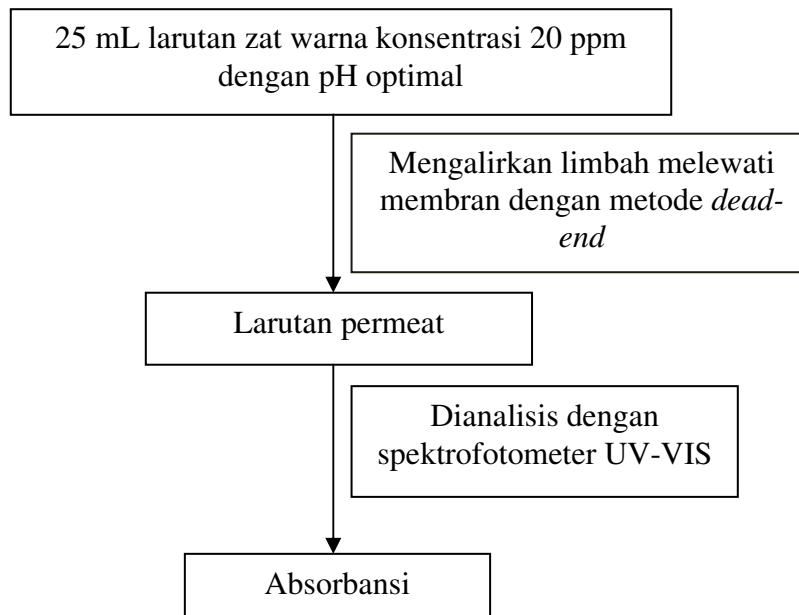 25 mL larutan zat warna konsentrasi 20 ppm
dengan pH optimal
Mengalirkan limbah melewati
membran dengan metode dead-
end
Larutan permeat
Dianalisis dengan
spektrofotometer UV-VIS
Absorbansi